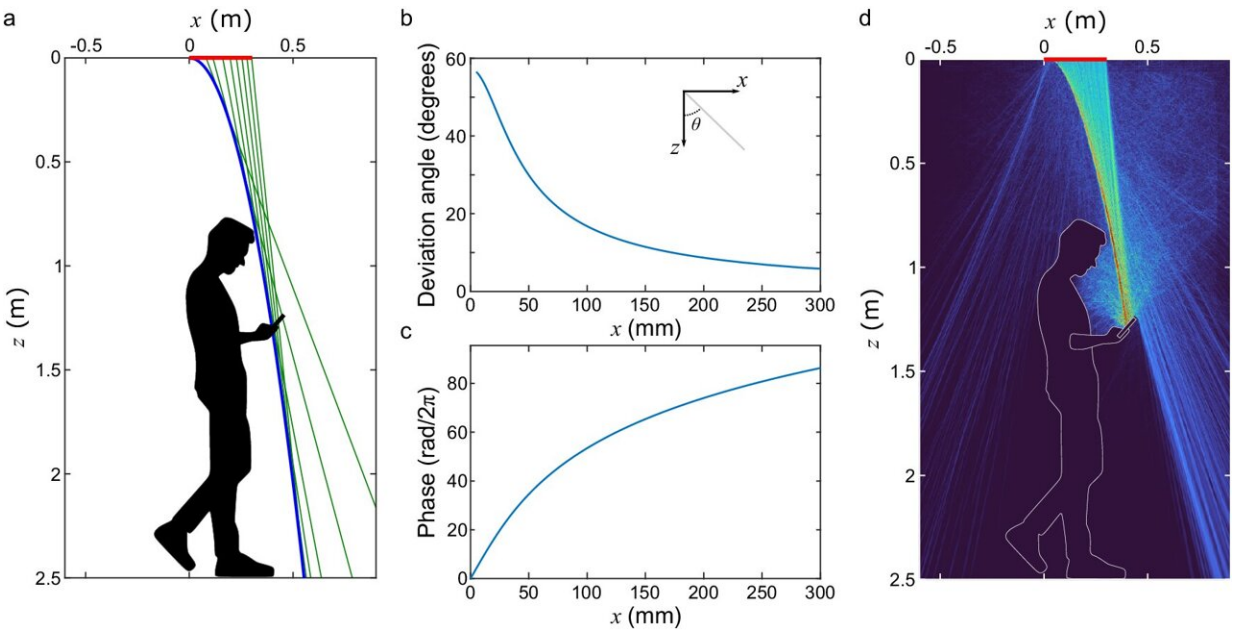 a
x (m)
-0.5 0 0.5
0
0.5
1
1.5
2
2.5
z (m)
b
60
40
20
0
Deviation angle (degrees)
x
θ
z
0 50 100 150 200 250 300
x (mm)
c
80
60
40
20
0
Phase (rad/2π)
0 50 100 150 200 250 300
x (mm)
d
x (m)
-0.5 0 0.5
0
0.5
1
1.5
2
2.5
z (m)